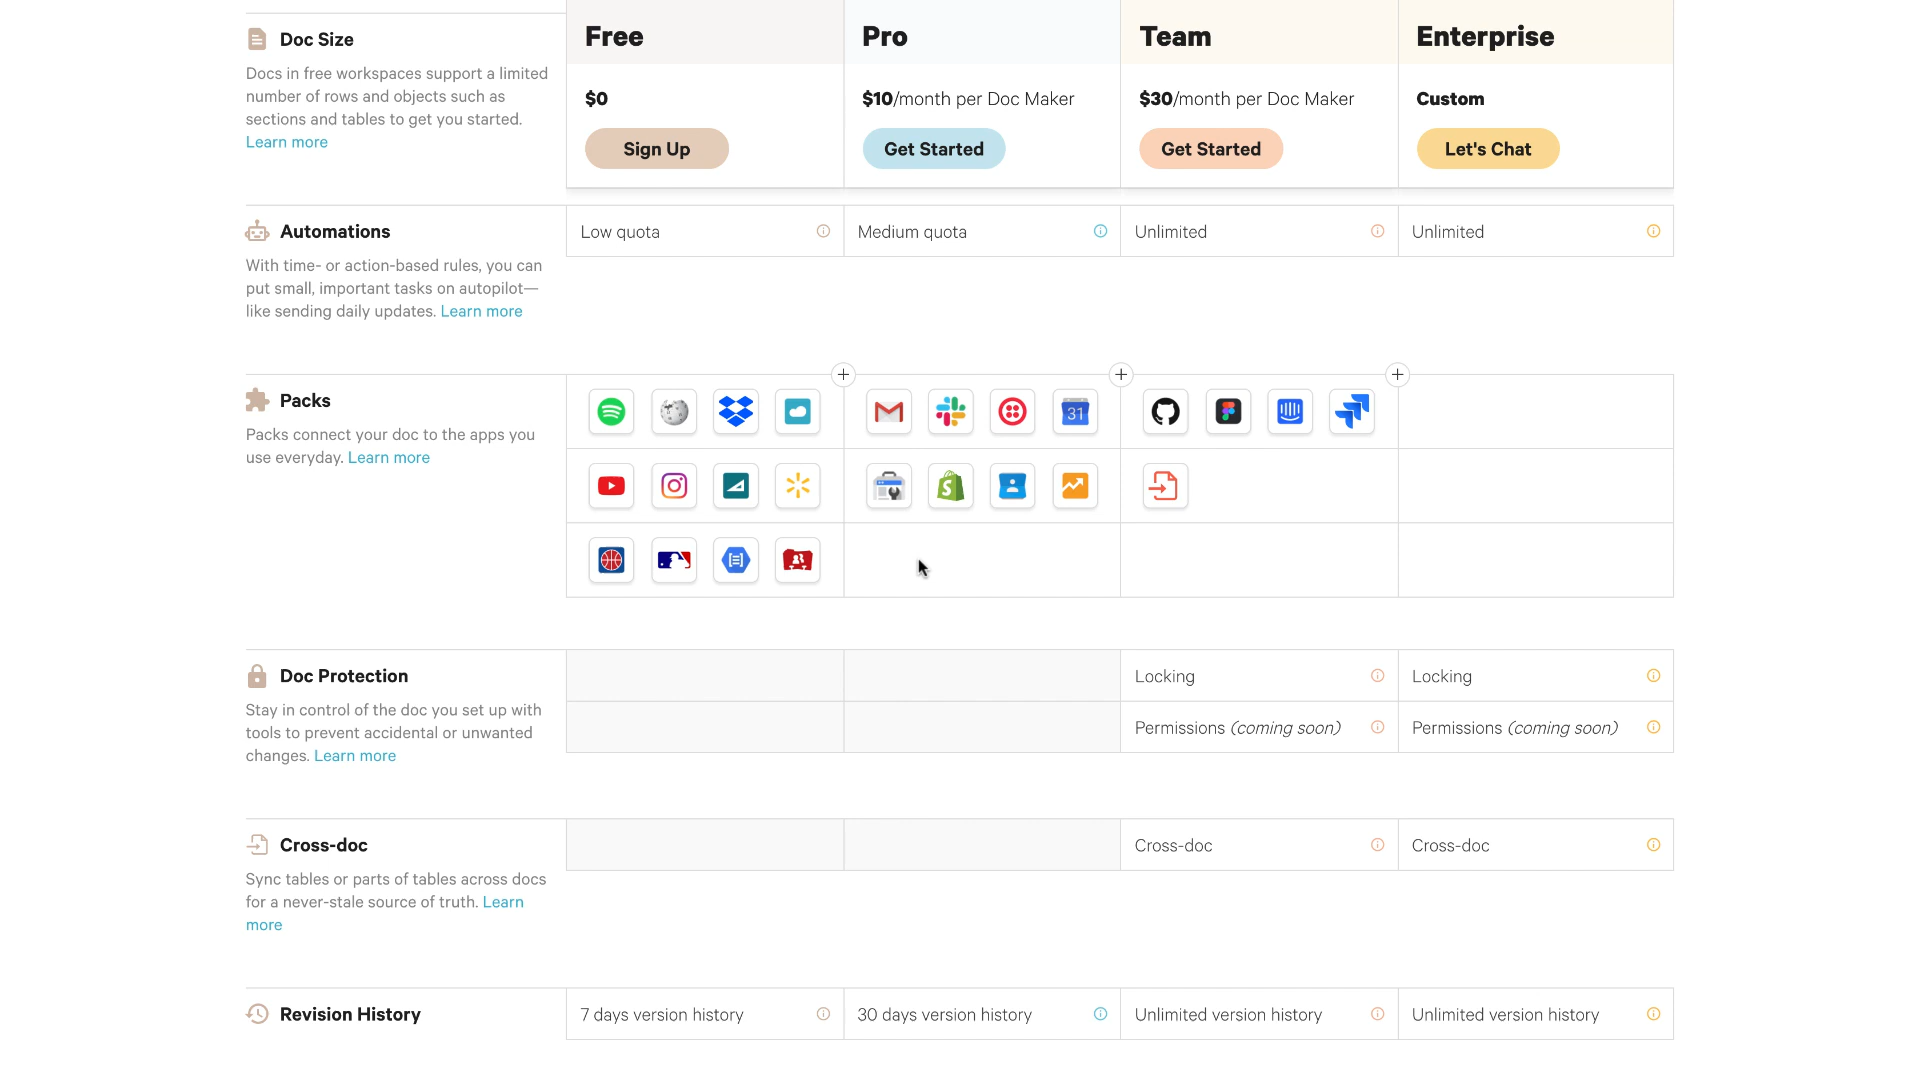 Doc Size
Docs in free workspaces support a limited
number of rows and objects such as
sections and tables to get you started.
Learn more
Free
$0
Sign Up
Pro
$10/month per Doc Maker
Get Started
Team
$30/month per Doc Maker
Get Started
Enterprise
Custom
Let's Chat
Automations
With time- or action-based rules, you can
put small, important tasks on autopilot—
like sending daily updates. Learn more
Low quota
Medium quota
Unlimited
Unlimited
Packs
Packs connect your doc to the apps you
use everyday. Learn more
31
Doc Protection
Stay in control of the doc you set up with
tools to prevent accidental or unwanted
changes. Learn more
Locking
Locking
Permissions (coming soon)
Permissions (coming soon)
Cross-doc
Sync tables or parts of tables across docs
for a never-stale source of truth. Learn
more
Cross-doc
Cross-doc
Revision History
7 days version history
30 days version history
Unlimited version history
Unlimited version history